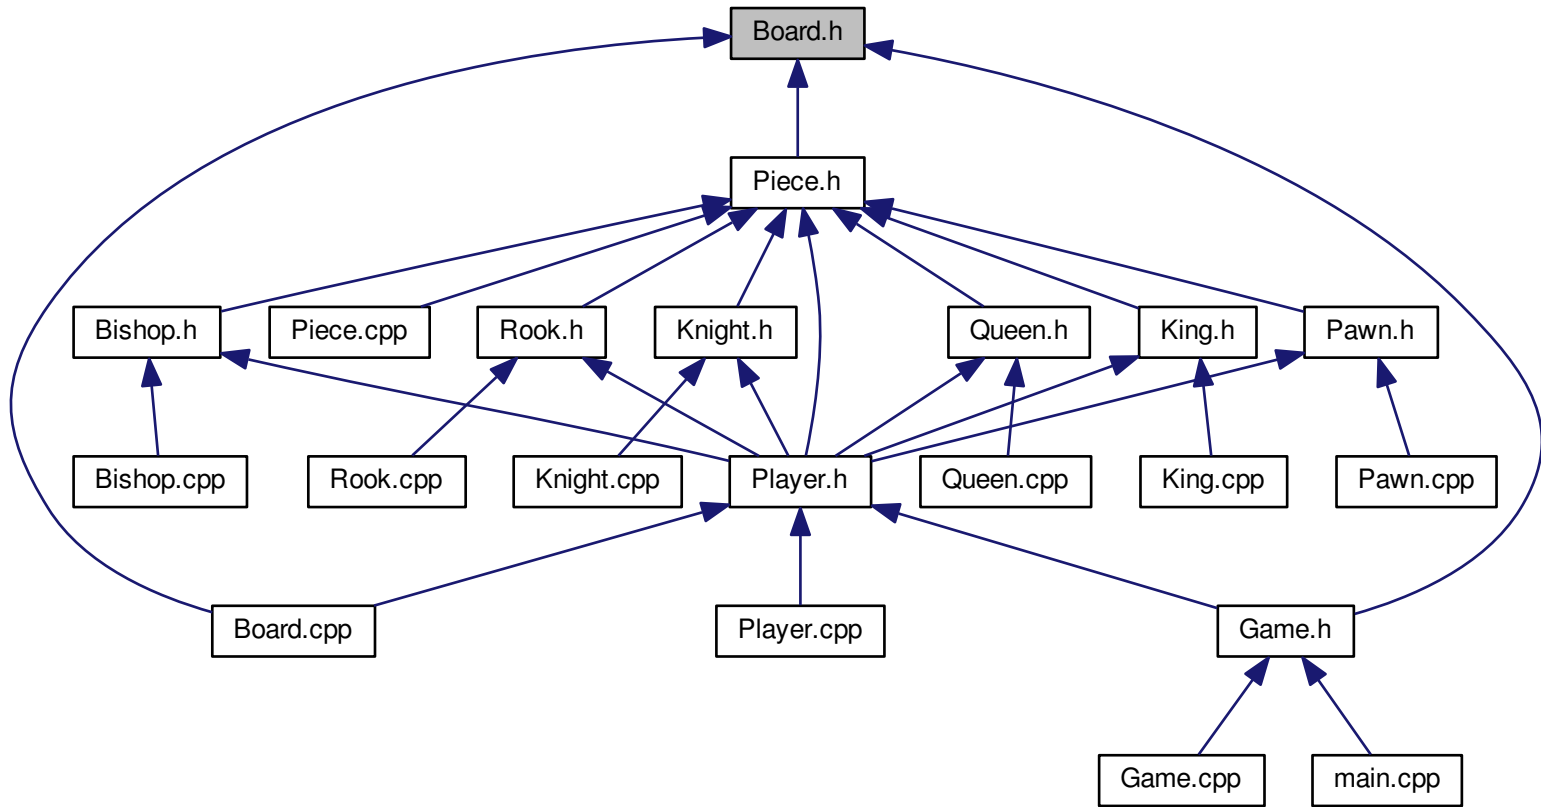 Board.h
Piece.h
Bishop.h
Piece.cpp
Rook.h
Knight.h
Queen.h
King.h
Pawn.h
Bishop.cpp
Rook.cpp
Knight.cpp
Player.h
Queen.cpp
King.cpp
Pawn.cpp
Board.cpp
Player.cpp
Game.h
Game.cpp
main.cpp